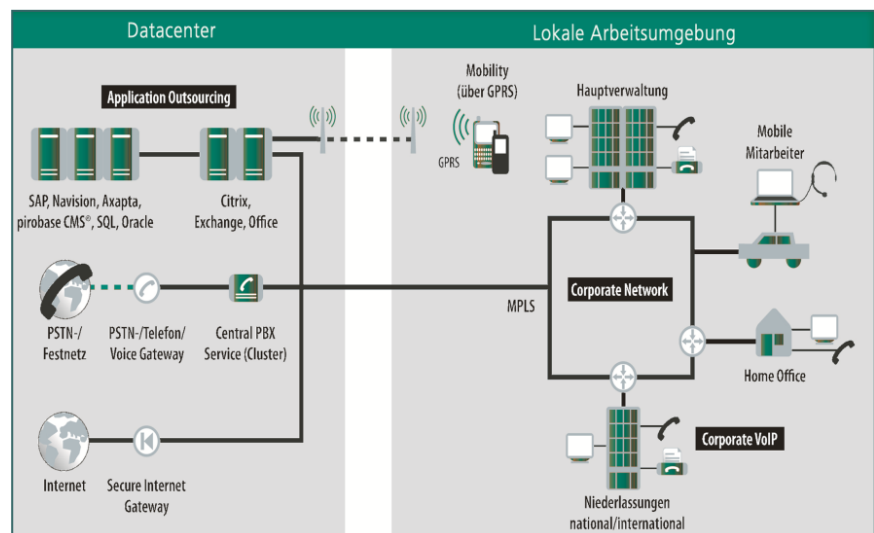 Datacenter
Lokale Arbeitsumgebung
Application Outsourcing
SAP, Navision, Axapta,
pirobase CMS®, SQL, Oracle
Citrix,
Exchange, Office
Mobility
(über GPRS)
GPRS
Hauptverwaltung
Mobile
Mitarbeiter
PSTN-/
Festnetz
PSTN-/Telefon/
Voice Gateway
Central PBX
Service (Cluster)
MPLS
Corporate Network
Home Office
Internet
Secure Internet
Gateway
Corporate VoIP
Niederlassungen
national/international